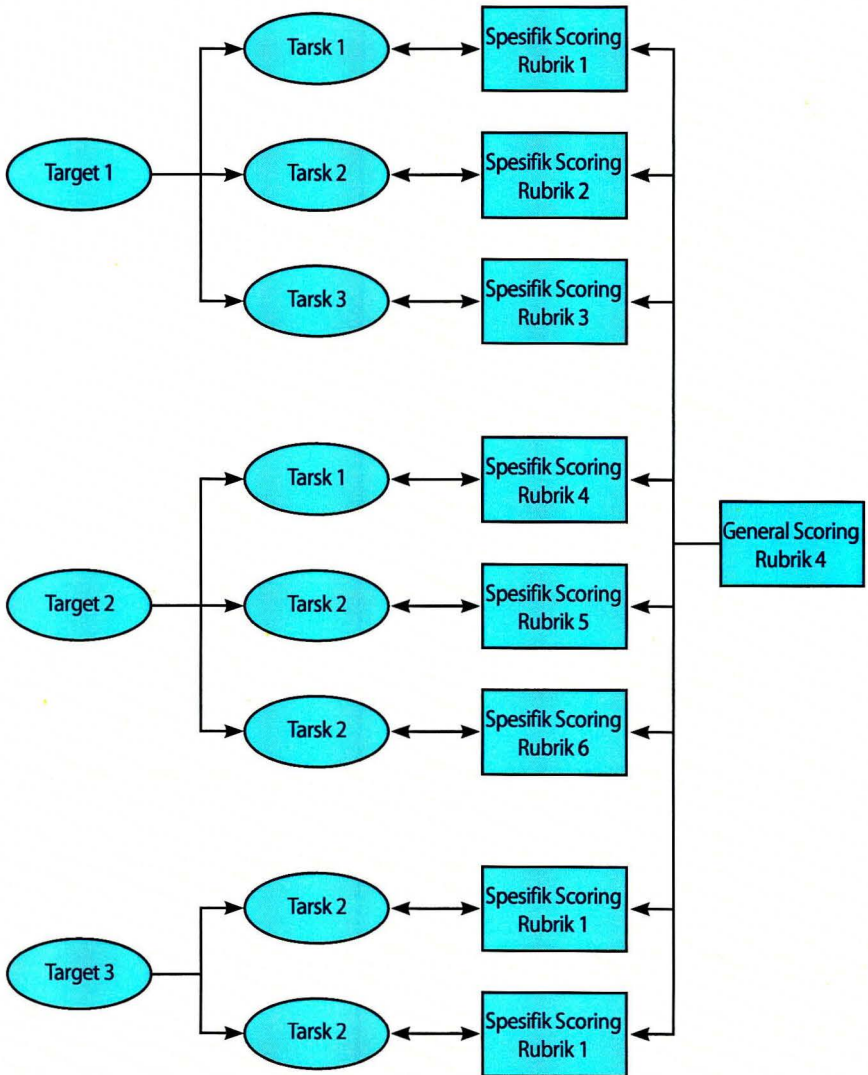 Tarsk 1
Spesifik Scoring
Rubrik 1
Target 1
Tarsk 2
Spesifik Scoring
Rubrik 2
Tarsk 3
Spesifik Scoring
Rubrik 3
Tarsk 1
Spesifik Scoring
Rubrik 4
General Scoring
Rubrik 4
Target 2
Tarsk 2
Spesifik Scoring
Rubrik 5
Tarsk 2
Spesifik Scoring
Rubrik 6
Tarsk 2
Spesifik Scoring
Rubrik 1
Target 3
Tarsk 2
Spesifik Scoring
Rubrik 1